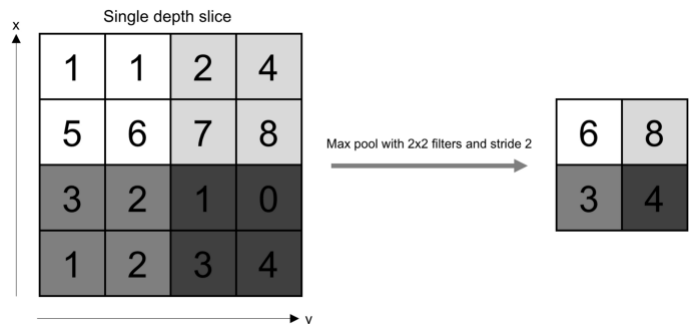 Single depth slice
x
1 1 2 4
5 6 7 8
3 2 1 0
1 2 3 4
y
Max pool with 2x2 filters and stride 2
6 8
3 4